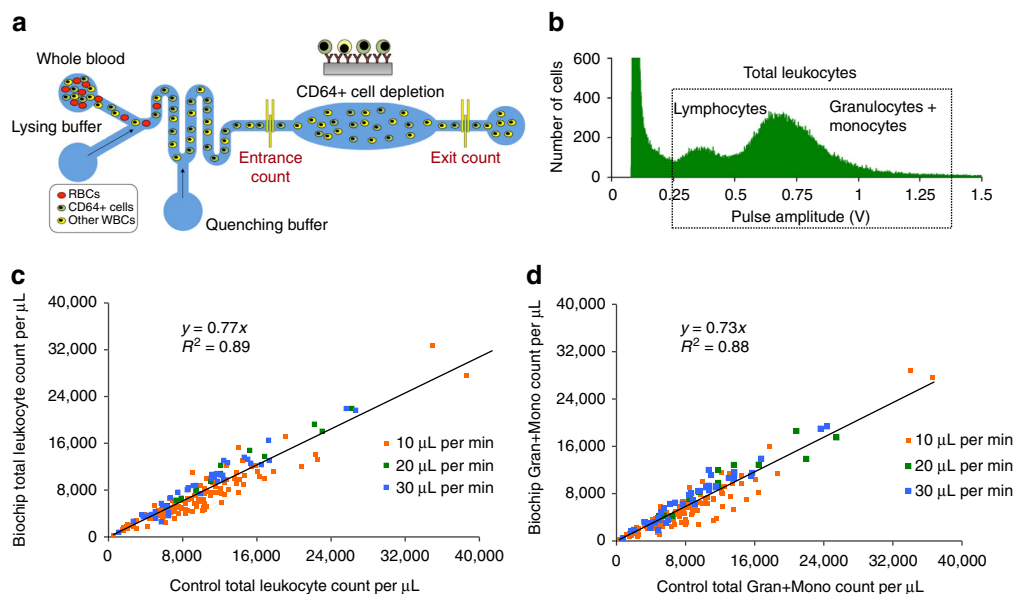 a
Whole blood
Lysing buffer
CD64+ cell depletion
Entrance
count
Exit count
RBCs
CD64+ cells
Other WBCs
Quenching buffer
b
Number of cells
600
400
200
0
Total leukocytes
Lymphocytes
Granulocytes +
monocytes
0 0.25 0.5 0.75 1 1.25 1.5
Pulse amplitude (V)
c
Biochip total leukocyte count per μL
40,000
32,000
24,000
16,000
8,000
0
y = 0.77x
R² = 0.89
10 μL per min
20 μL per min
30 μL per min
8,000 16,000 24,000 32,000 40,000
Control total leukocyte count per μL
d
Biochip Gran+Mono count per μL
40,000
32,000
24,000
16,000
8,000
0
y = 0.73x
R² = 0.88
10 μL per min
20 μL per min
30 μL per min
0 8,000 16,000 24,000 32,000 40,000
Control total Gran+Mono count per μL